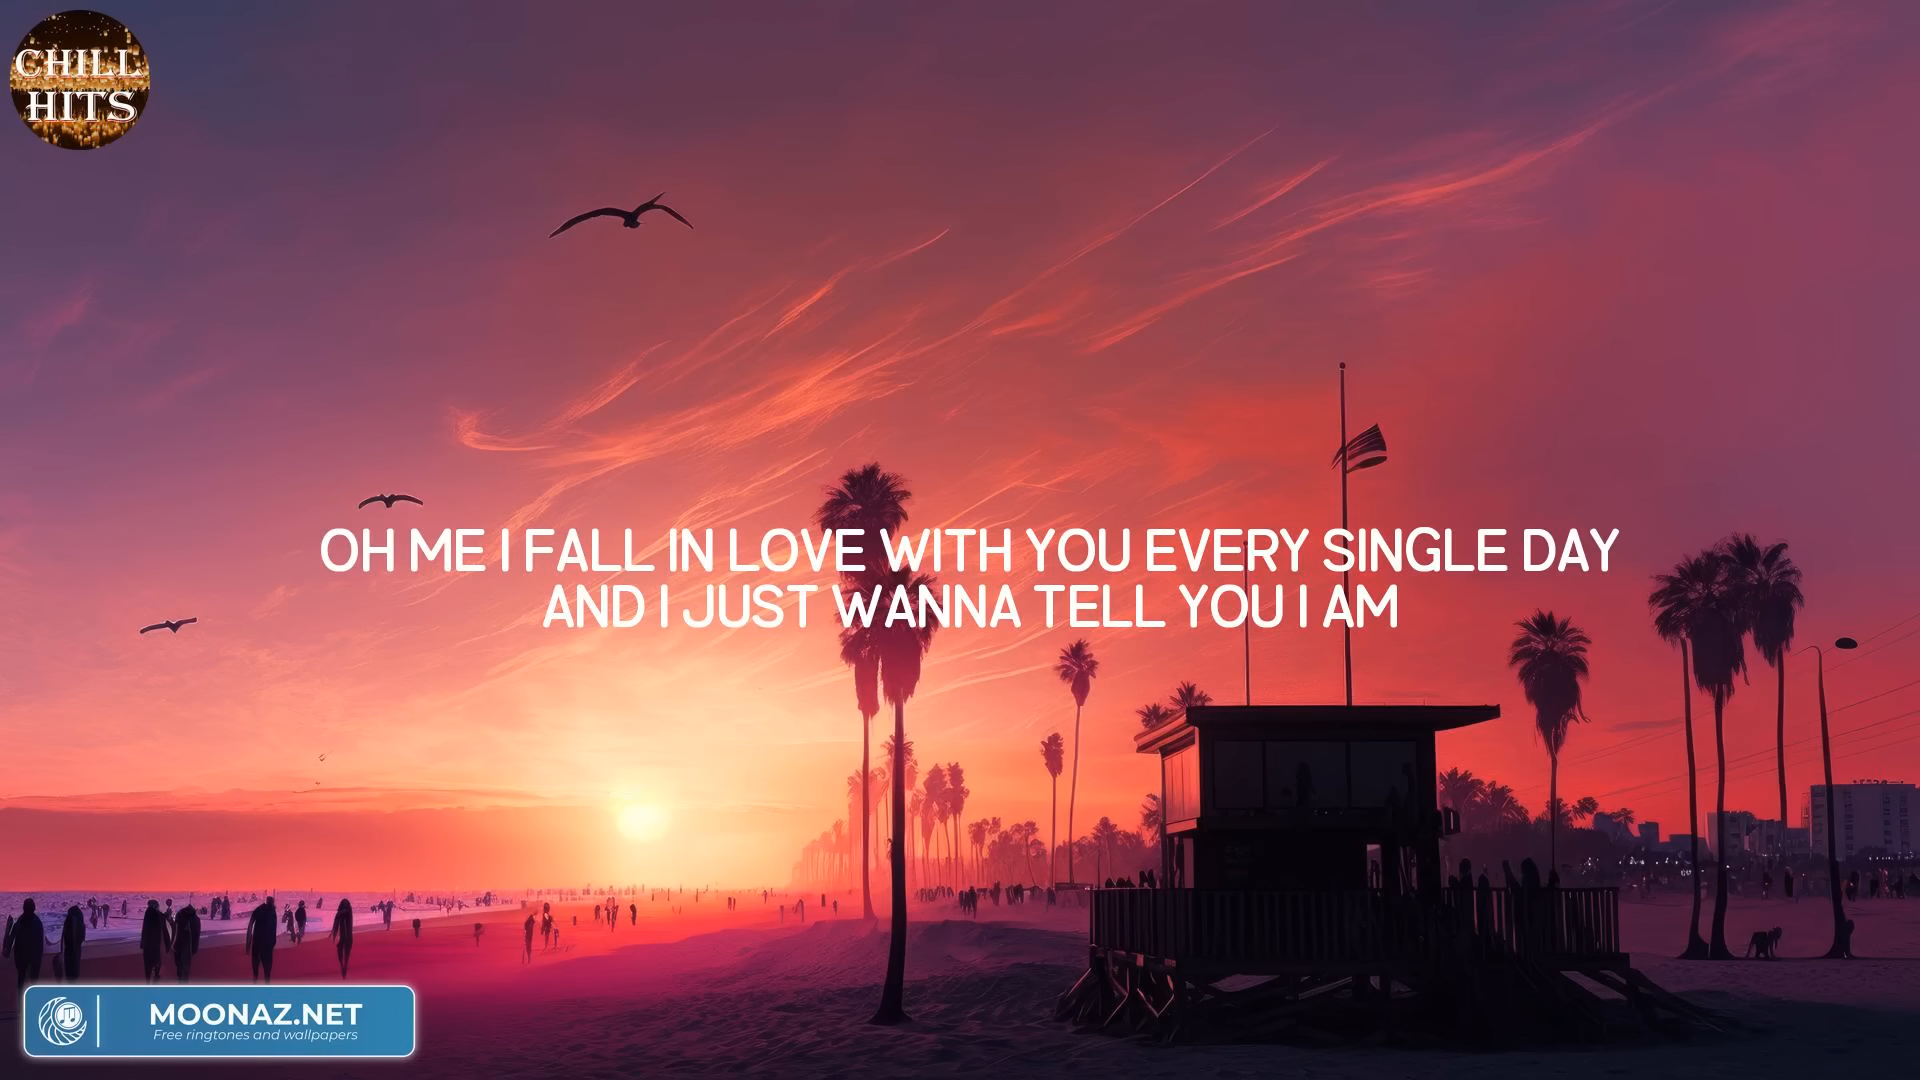 CHILL
HITS
OH ME I FALL IN LOVE WITH YOU EVERY SINGLE DAY
AND I JUST WANNA TELL YOU I AM
MOONAZ.NET
Free ringtones and wallpapers